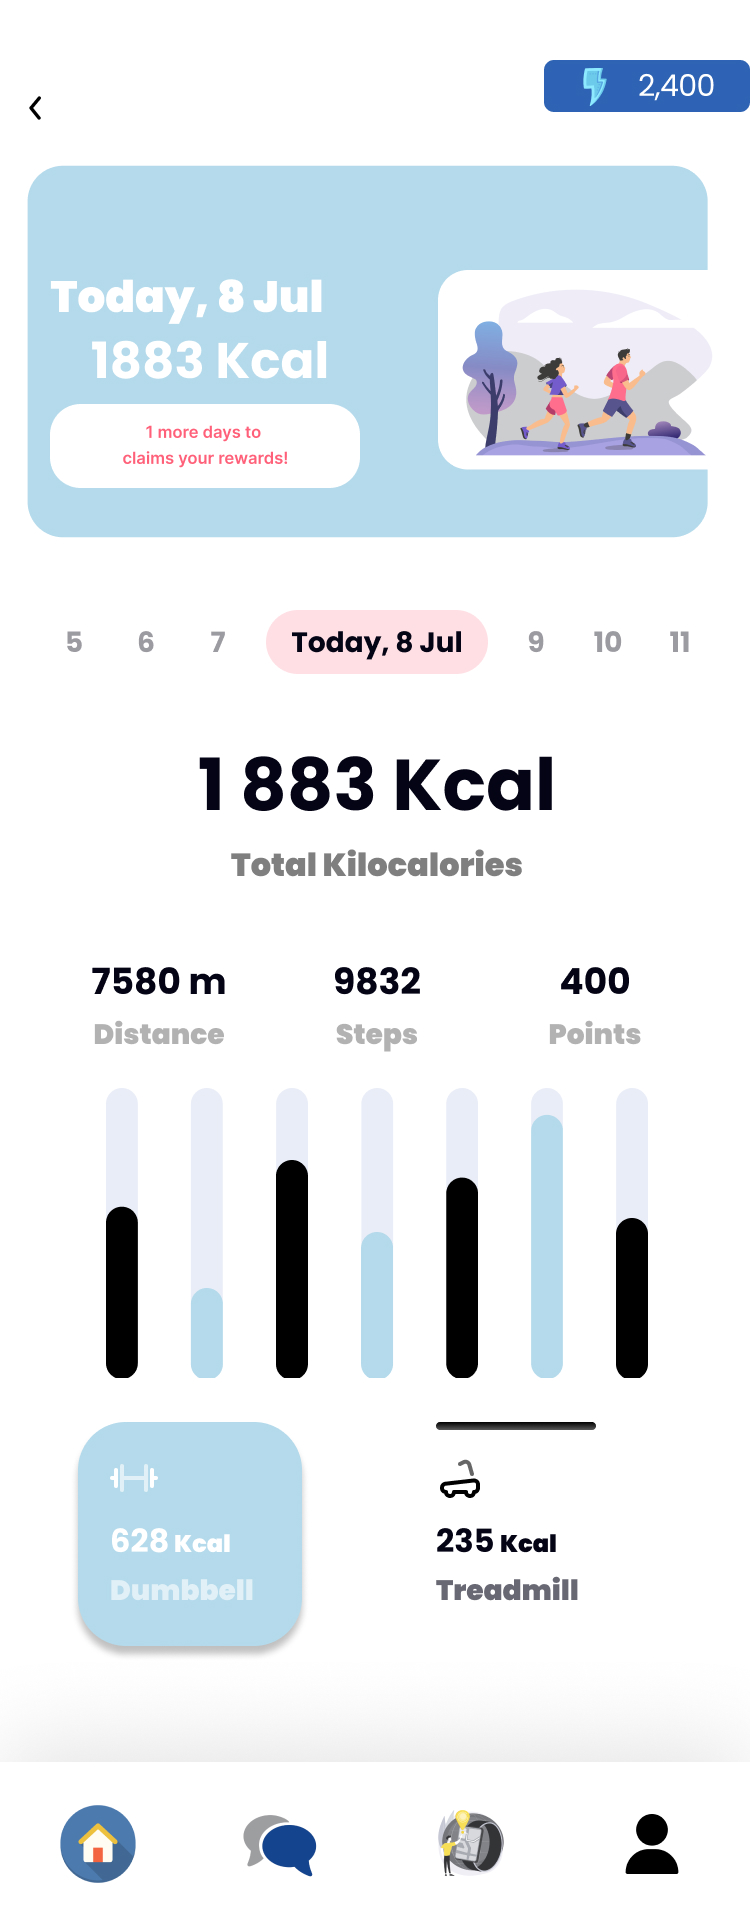 2,400
Today, 8 Jul
1883 Kcal
1 more days to
claims your rewards!
5 6 7 Today, 8 Jul 9 10 11
1 883 Kcal
Total Kilocalories
7580 m 9832 400
Distance Steps Points
628 Kcal 235 Kcal
Dumbbell Treadmill